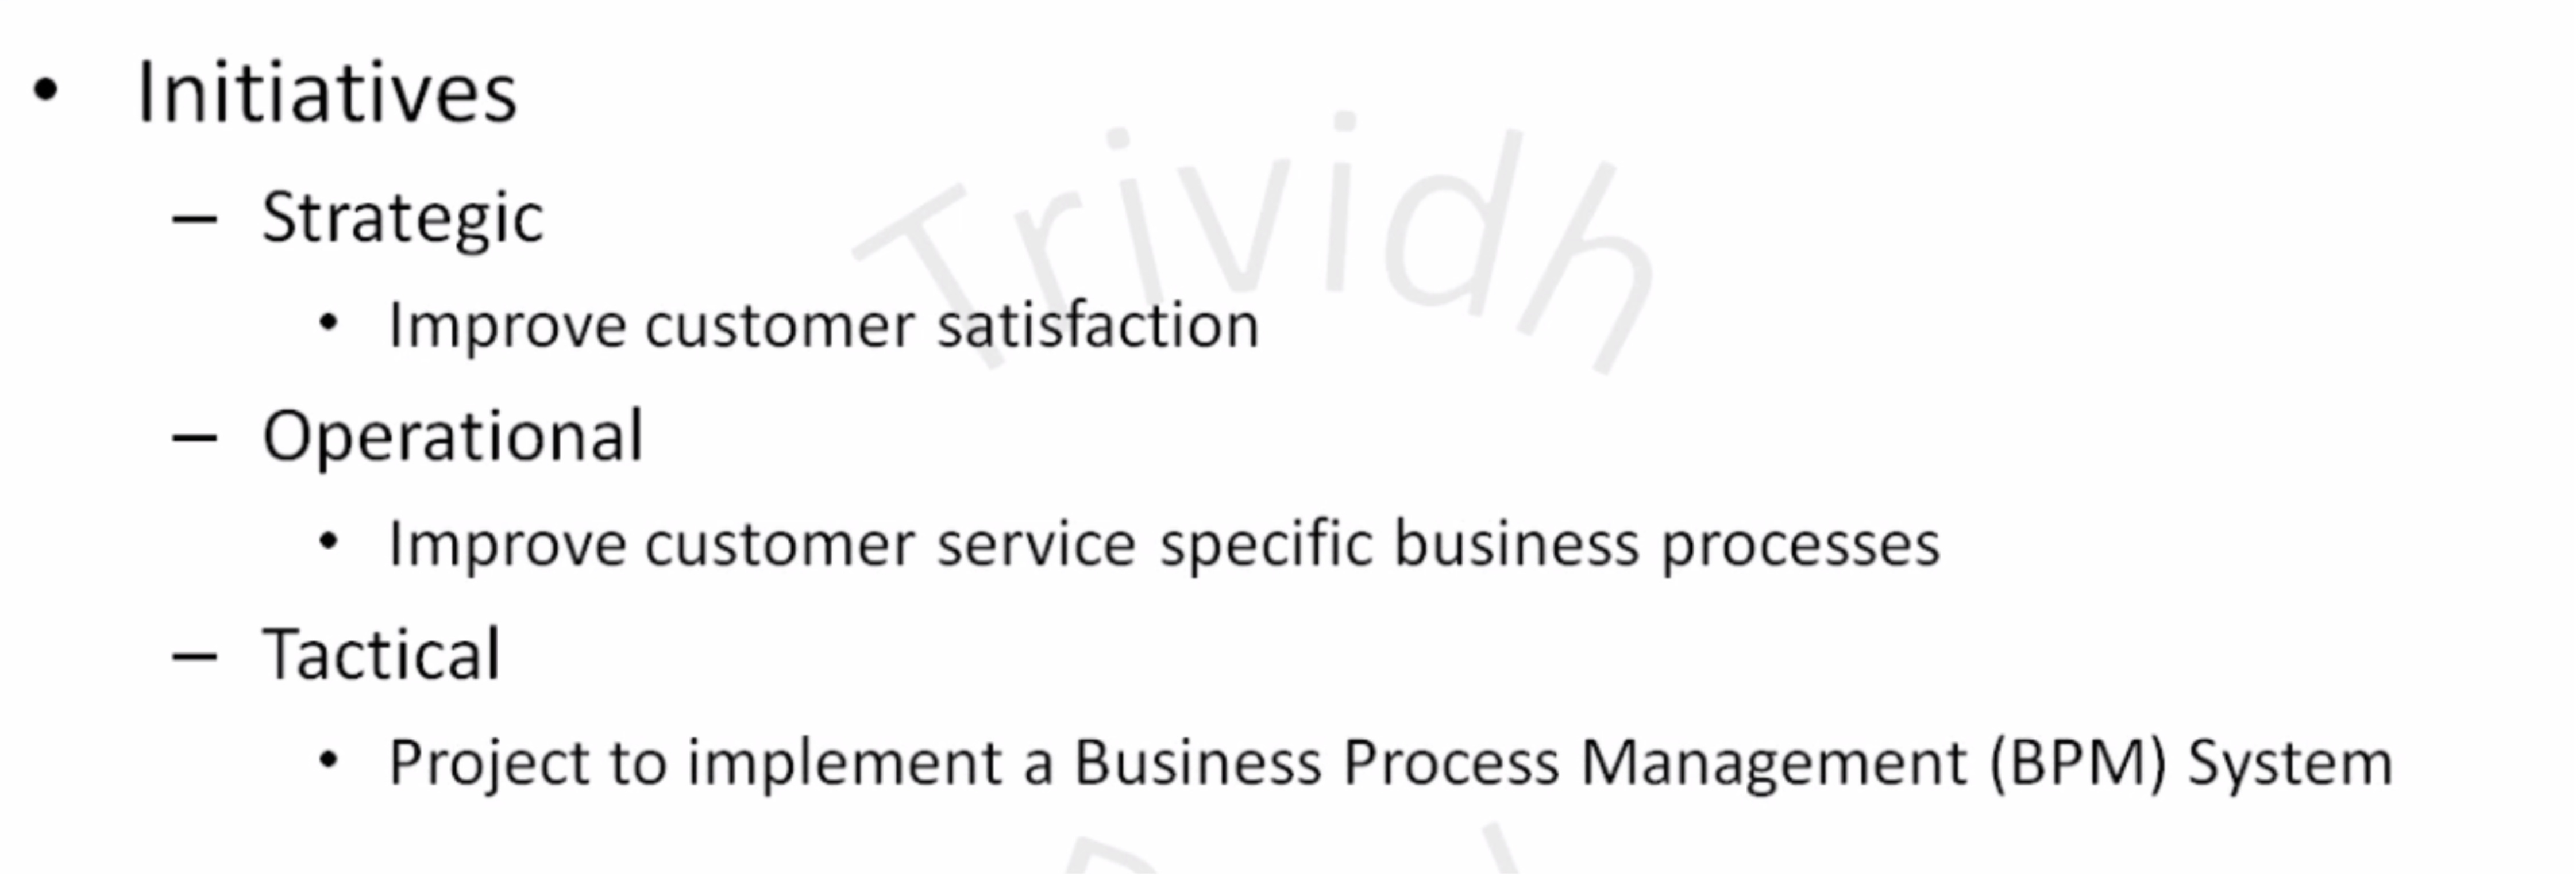 • Initiatives
– Strategic
• Improve customer satisfaction
– Operational
• Improve customer service specific business processes
– Tactical
• Project to implement a Business Process Management (BPM) System
Trividh